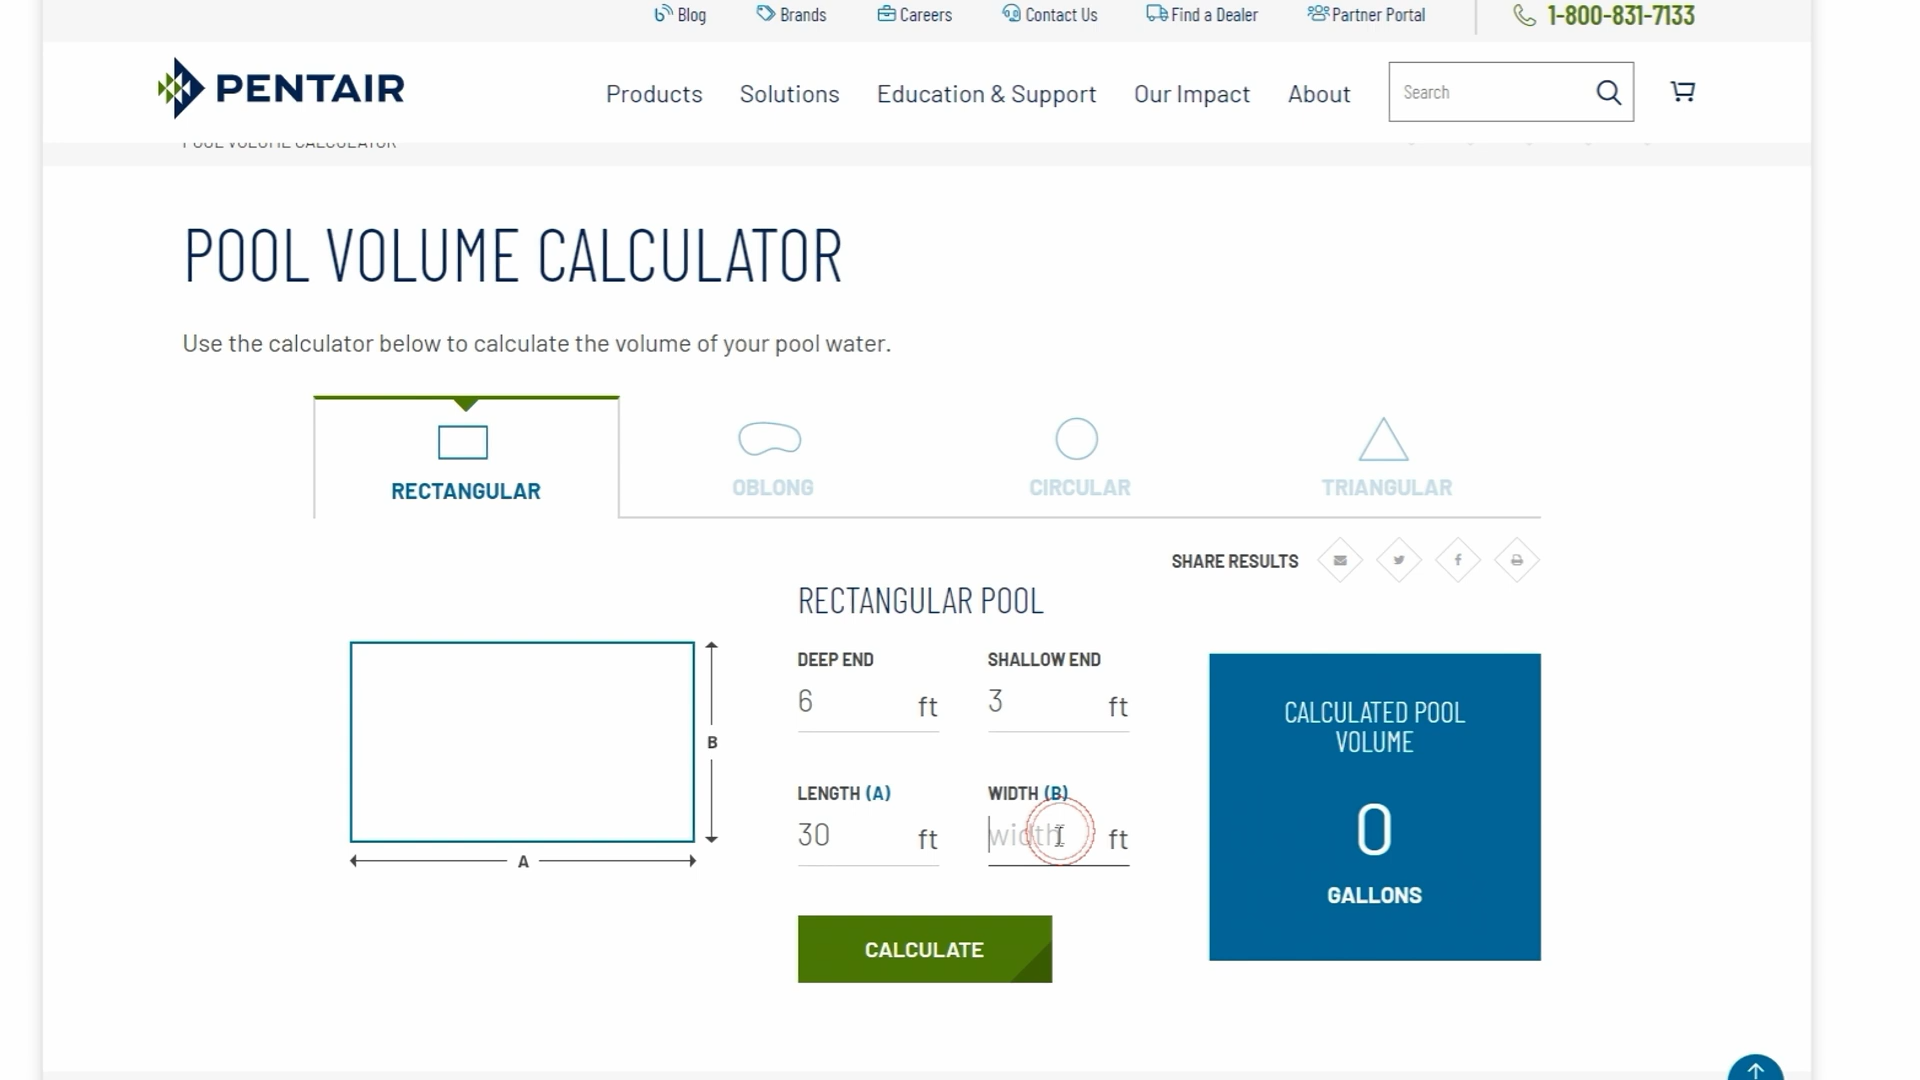 Blog Brands Careers Contact Us Find a Dealer Partner Portal 1-800-831-7133
PENTAIR Products Solutions Education & Support Our Impact About Search
POOL VOLUME CALCULATOR
POOL VOLUME CALCULATOR
Use the calculator below to calculate the volume of your pool water.
RECTANGULAR OBLONG CIRCULAR TRIANGULAR
SHARE RESULTS
RECTANGULAR POOL
DEEP END SHALLOW END
6 ft 3 ft
LENGTH (A) WIDTH (B)
30 ft width ft
CALCULATE
B
A
CALCULATED POOL
VOLUME
0
GALLONS